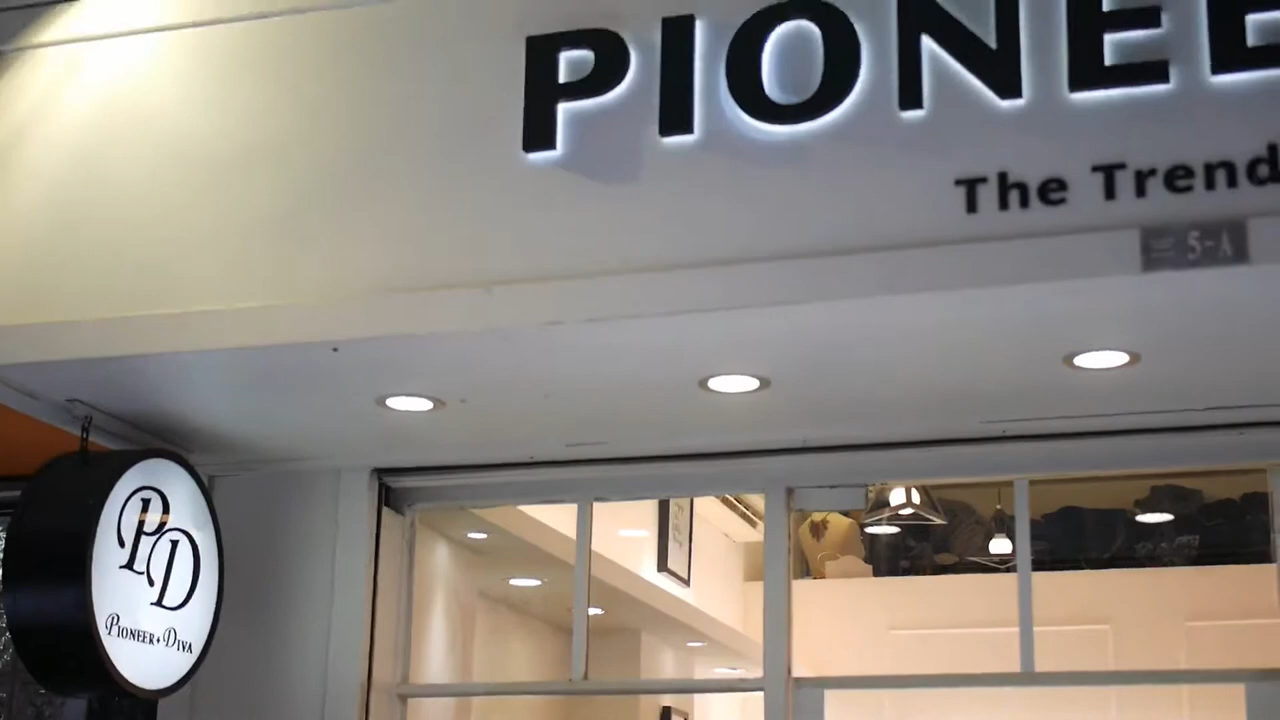 PIONEE
The Trend
5-A
PD
PIONEER+DIVA